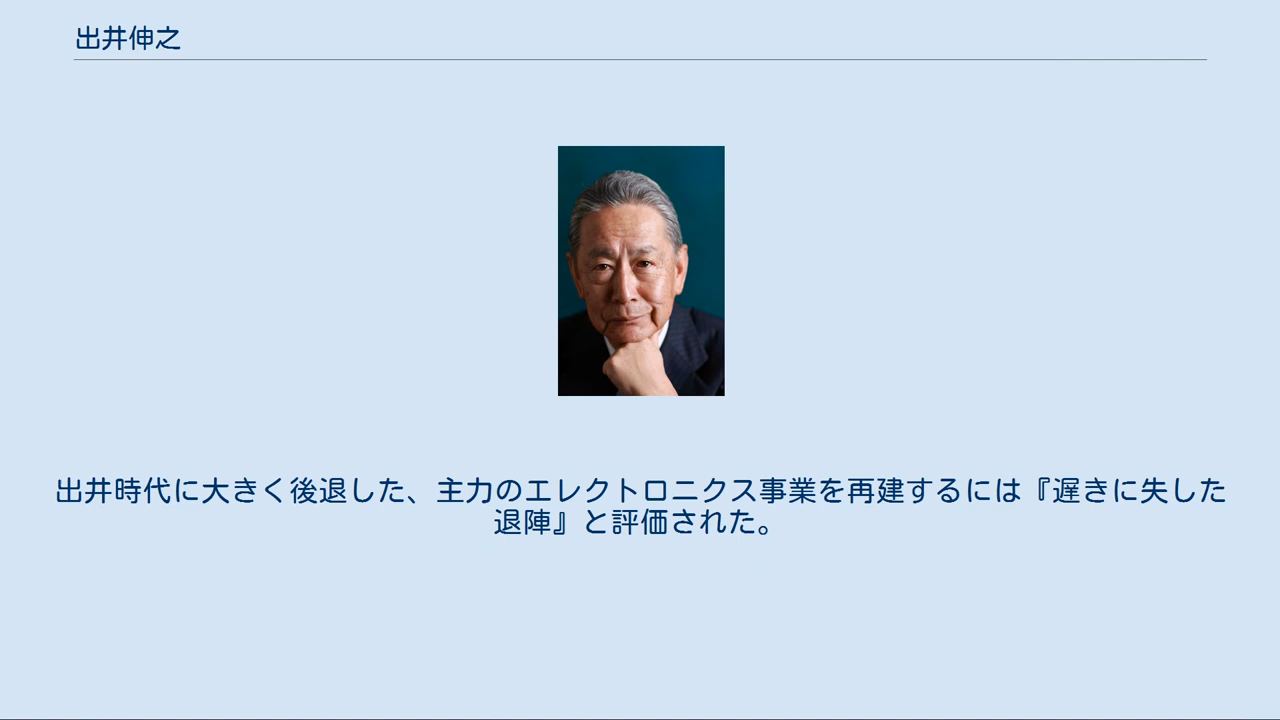 出井伸之
出井時代に大きく後退した、主力のエレクトロニクス事業を再建するには『遅きに失した
退陣』と評価された。